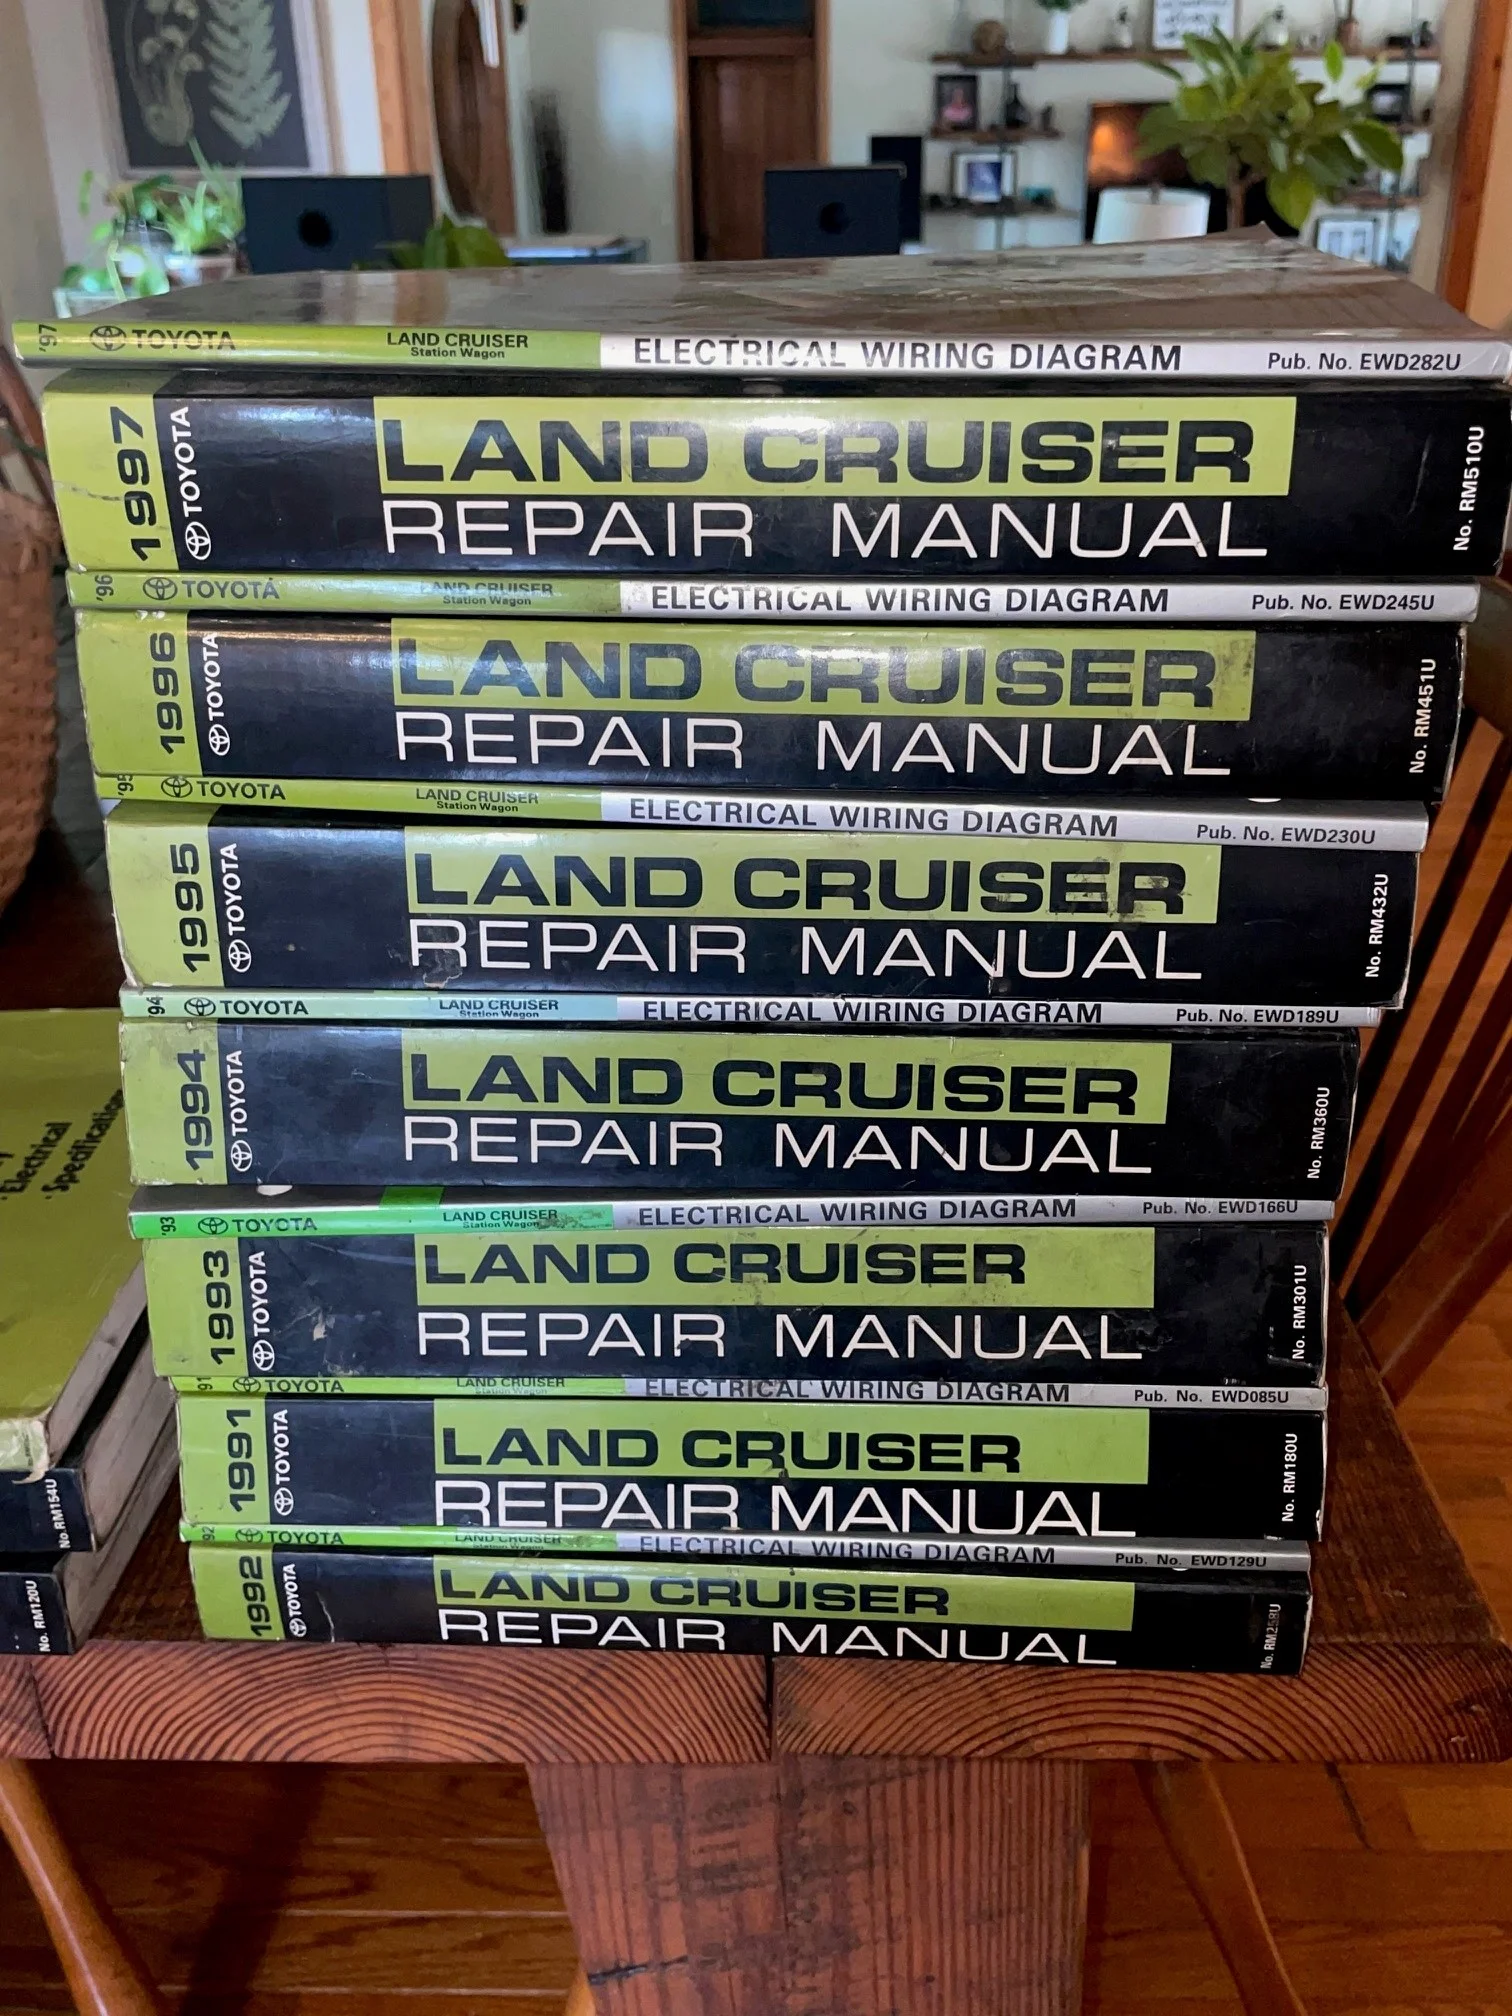 '97 TOYOTA LAND CRUISER ELECTRICAL WIRING DIAGRAM Pub. No. EWD282U
Station Wagon
1997 TOYOTA LAND CRUISER No. RM510U
REPAIR MANUAL
'96 TOYOTA LAND CRUISER ELECTRICAL WIRING DIAGRAM Pub. No. EWD245U
Station Wagon
1996 TOYOTA LAND CRUISER No. RM451U
REPAIR MANUAL
'95 TOYOTA LAND CRUISER ELECTRICAL WIRING DIAGRAM Pub. No. EWD230U
Station Wagon
1995 TOYOTA LAND CRUISER No. RM432U
REPAIR MANUAL
'94 TOYOTA LAND CRUISER ELECTRICAL WIRING DIAGRAM Pub. No. EWD189U
Station Wagon
1994 TOYOTA LAND CRUISER No. RM360U
REPAIR MANUAL
'93 TOYOTA LAND CRUISER ELECTRICAL WIRING DIAGRAM Pub. No. EWD166U
Station Wagon
1993 TOYOTA LAND CRUISER No. RM301U
REPAIR MANUAL
91 TOYOTA LAND CRUISER ELECTRICAL WIRING DIAGRAM Pub. No. EWD085U
Station Wagon
1991 TOYOTA LAND CRUISER No. RM180U
REPAIR MANUAL
'92 TOYOTA LAND CRUISER ELECTRICAL WIRING DIAGRAM Pub. No. EWD129U
1992 TOYOTA LAND CRUISER No.
REPAIR MANUAL
Electrical
Specifications
No.RM154U
No. RM120U